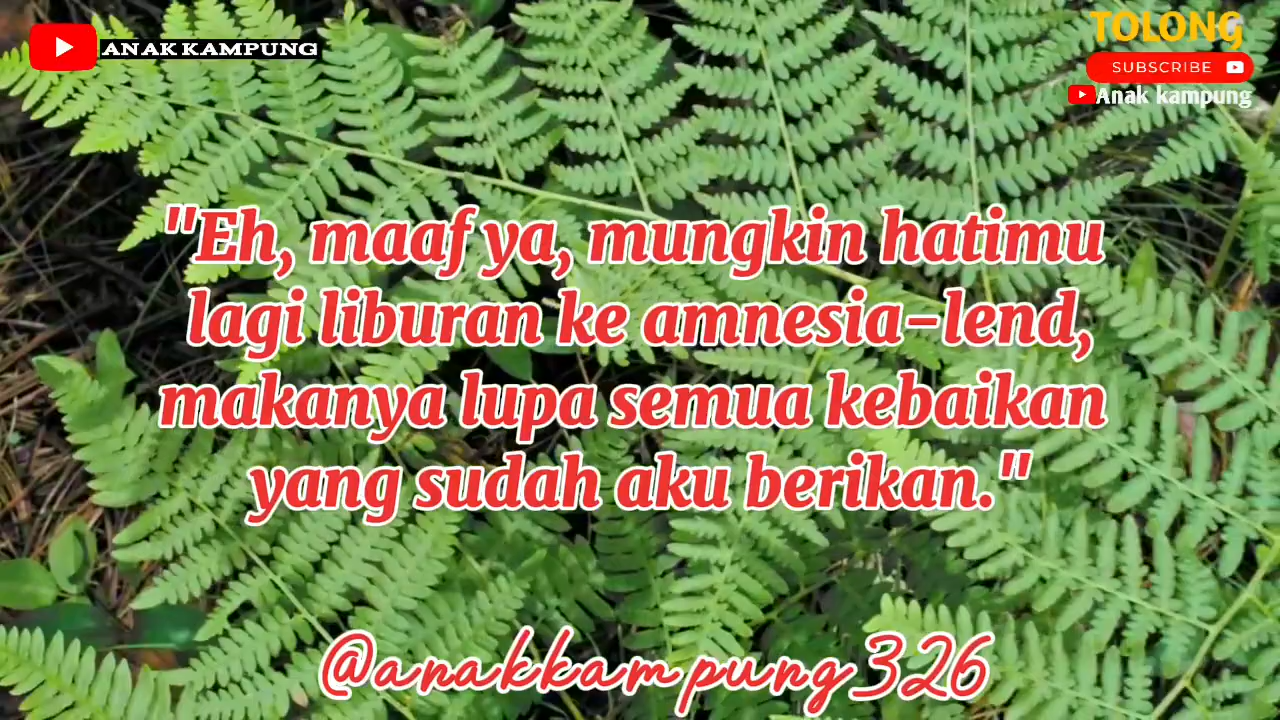 ANAK KAMPUNG
TOLONG
SUBSCRIBE
Anak kampung
"Eh, maaf ya, mungkin hatimu
lagi liburan ke amnesia-lend,
makanya lupa semua kebaikan
yang sudah aku berikan."
@anakkampung326